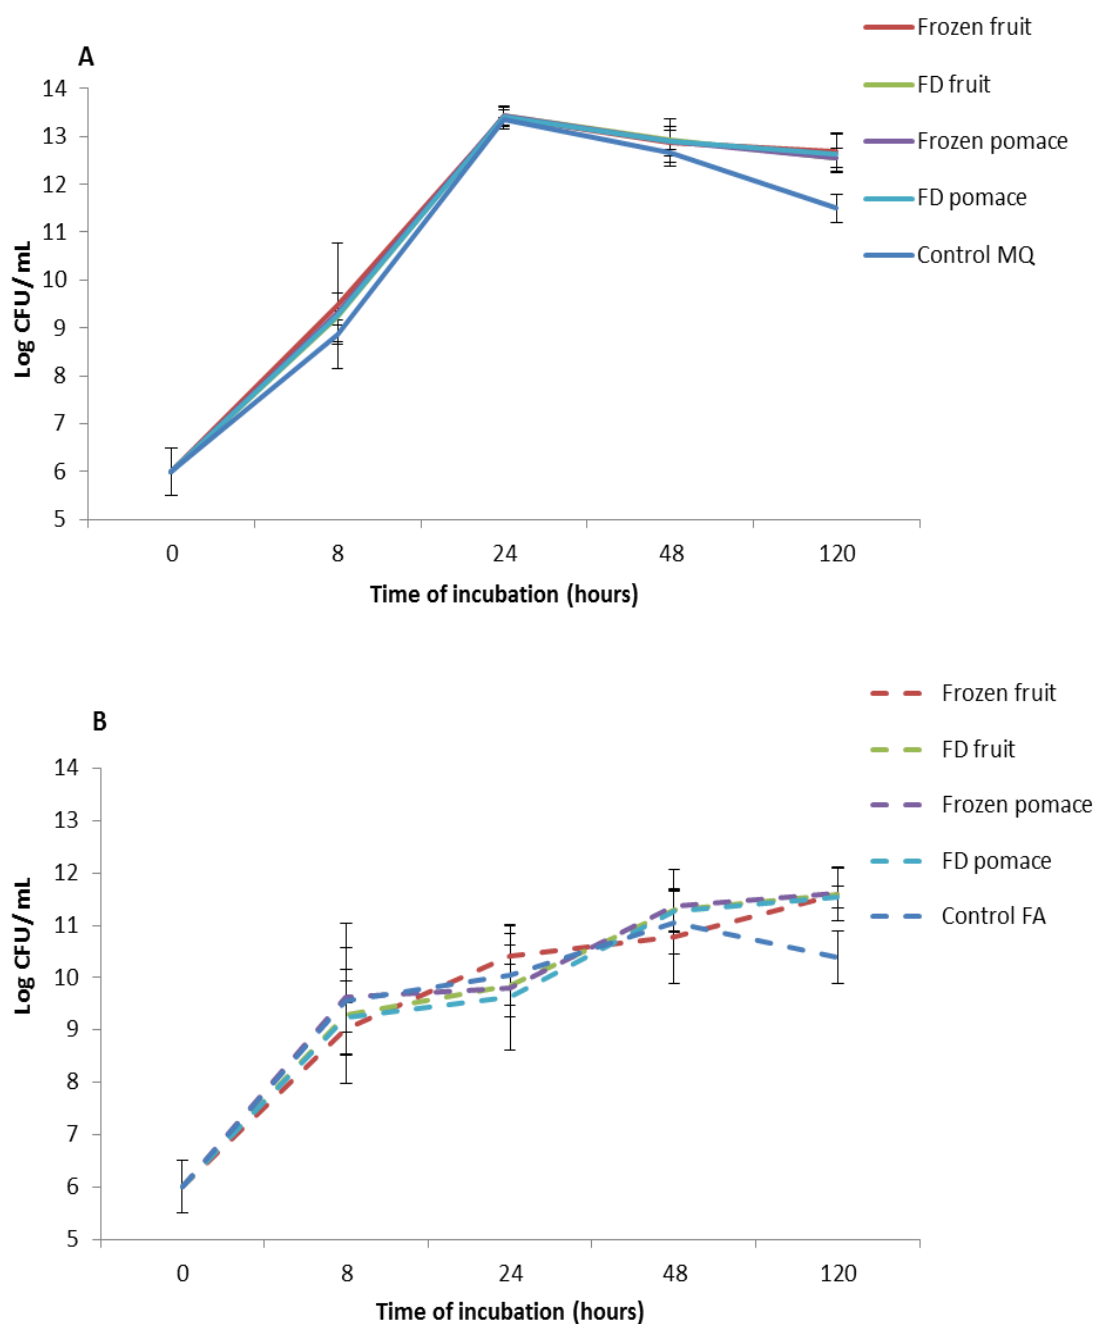 A
Frozen fruit
FD fruit
Frozen pomace
FD pomace
Control MQ
14
13
12
11
10
9
8
7
6
5
Log CFU/ mL
0 8 24 48 120
Time of incubation (hours)
B
Frozen fruit
FD fruit
Frozen pomace
FD pomace
Control FA
14
13
12
11
10
9
8
7
6
5
Log CFU/ mL
0 8 24 48 120
Time of incubation (hours)